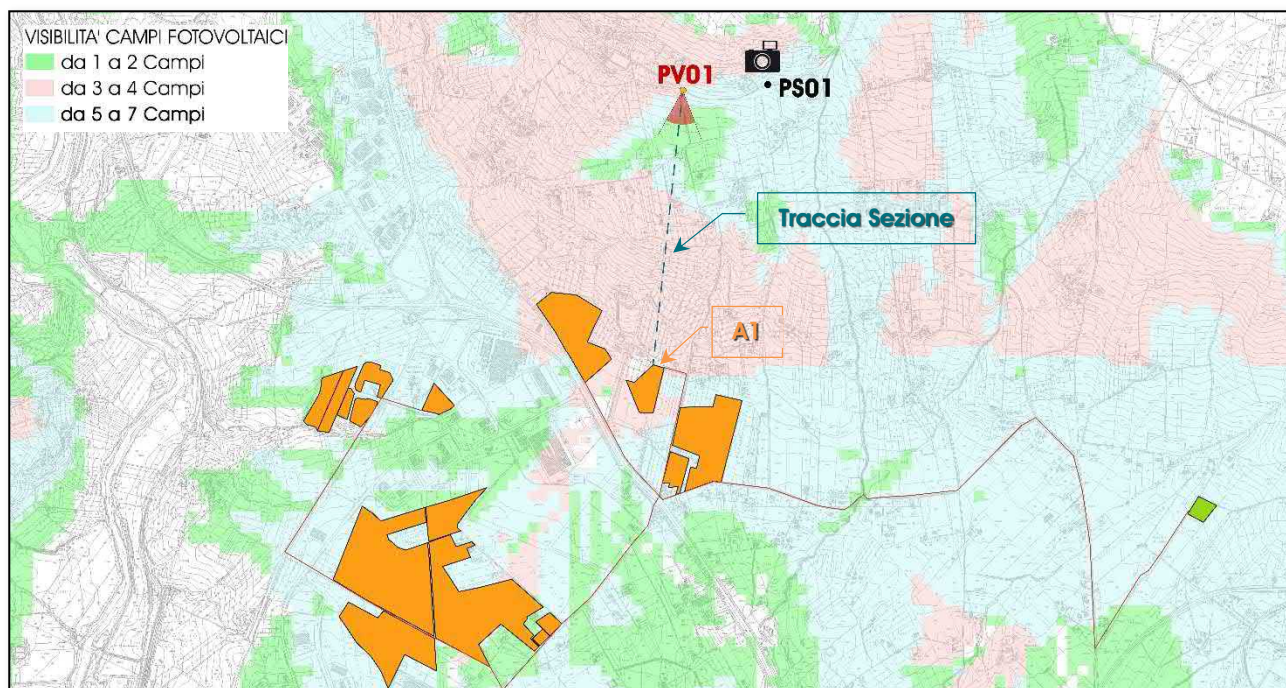 VISIBILITA' CAMPI FOTOVOLTAICI
da 1 a 2 Campi
da 3 a 4 Campi
da 5 a 7 Campi
PV01
PS01
Traccia Sezione
A1